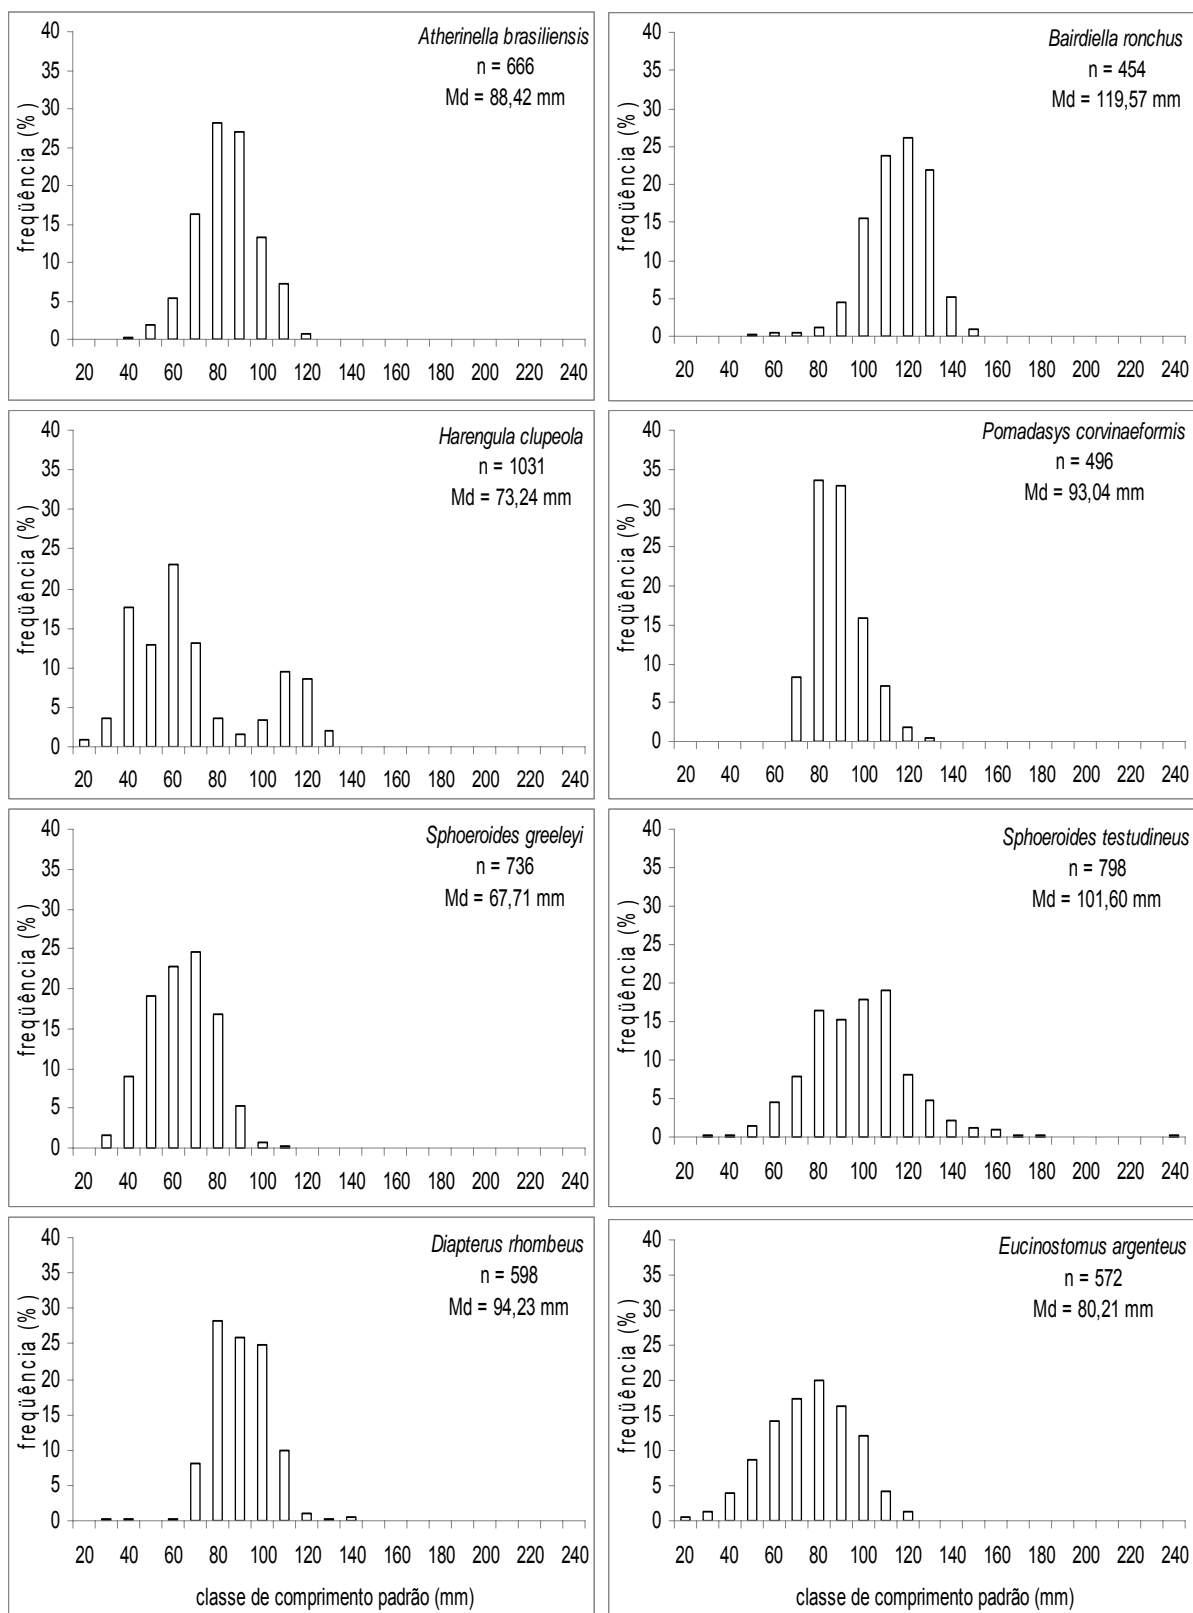 Atherinella brasiliensis
n = 666
Md = 88,42 mm
freqüência (% )
40
35
30
25
20
15
10
5
0
20 40 60 80 100 120 140 160 180 200 220 240
Bairdiella ronchus
n = 454
Md = 119,57 mm
freqüência (% )
40
35
30
25
20
15
10
5
0
20 40 60 80 100 120 140 160 180 200 220 240
Harengula clupeola
n = 1031
Md = 73,24 mm
freqüência (% )
40
35
30
25
20
15
10
5
0
20 40 60 80 100 120 140 160 180 200 220 240
Pomadasys corvinaeformis
n = 496
Md = 93,04 mm
freqüência (% )
40
35
30
25
20
15
10
5
0
20 40 60 80 100 120 140 160 180 200 220 240
Sphoeroides greeleyi
n = 736
Md = 67,71 mm
freqüência (% )
40
35
30
25
20
15
10
5
0
20 40 60 80 100 120 140 160 180 200 220 240
Sphoeroides testudineus
n = 798
Md = 101,60 mm
freqüência (% )
40
35
30
25
20
15
10
5
0
20 40 60 80 100 120 140 160 180 200 220 240
Diapterus rhombeus
n = 598
Md = 94,23 mm
freqüência (% )
40
35
30
25
20
15
10
5
0
20 40 60 80 100 120 140 160 180 200 220 240
classe de comprimento padrão (mm)
Eucinostomus argenteus
n = 572
Md = 80,21 mm
freqüência (% )
40
35
30
25
20
15
10
5
0
20 40 60 80 100 120 140 160 180 200 220 240
classe de comprimento padrão (mm)